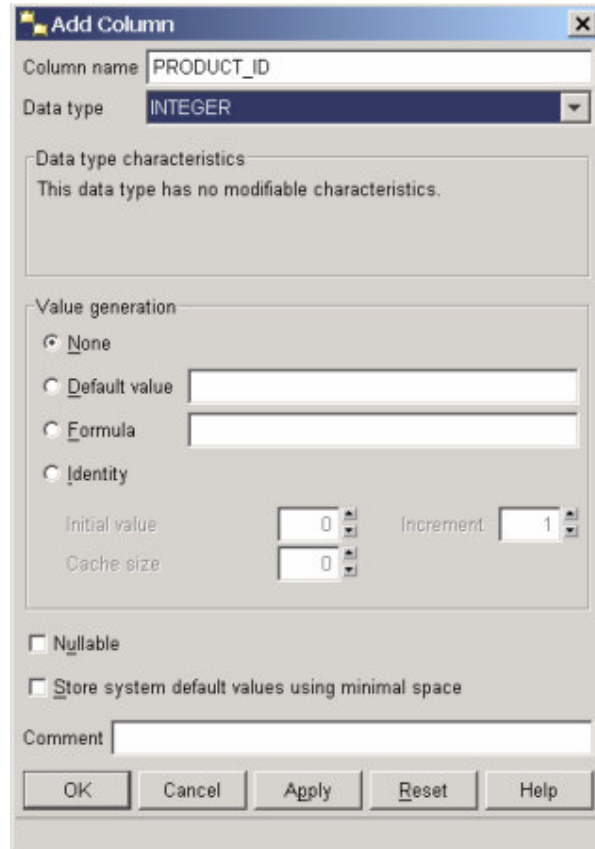 Add Column
Column name PRODUCT_ID
Data type INTEGER
Data type characteristics
This data type has no modifiable characteristics.
Value generation
None
Default value
Formula
Identity
Initial value 0 Increment 1
Cache size 0
Nullable
Store system default values using minimal space
Comment
OK Cancel Apply Reset Help